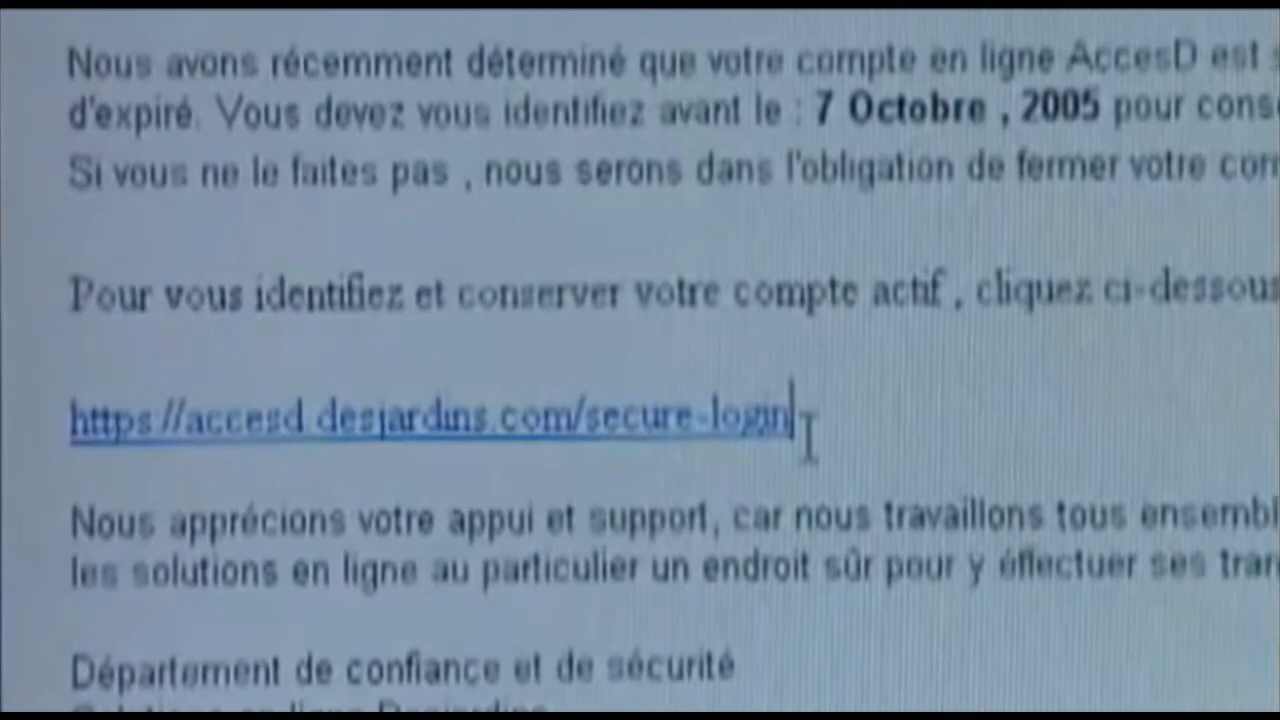 Nous avons récemment déterminé que votre compte en ligne AccesD est
d'expiré. Vous devez vous identifiez avant le : 7 Octobre , 2005 pour
Si vous ne le faites pas , nous serons dans l'obligation de fermer votre
Pour vous identifiez et conserver votre compte actif , cliquez ci-dessous
https://accesd.desjardins.com/secure-login
Nous apprécions votre appui et support, car nous travaillons tous
les solutions en ligne au particulier un endroit sûr pour y éffectuer ses
Département de confiance et de sécurité